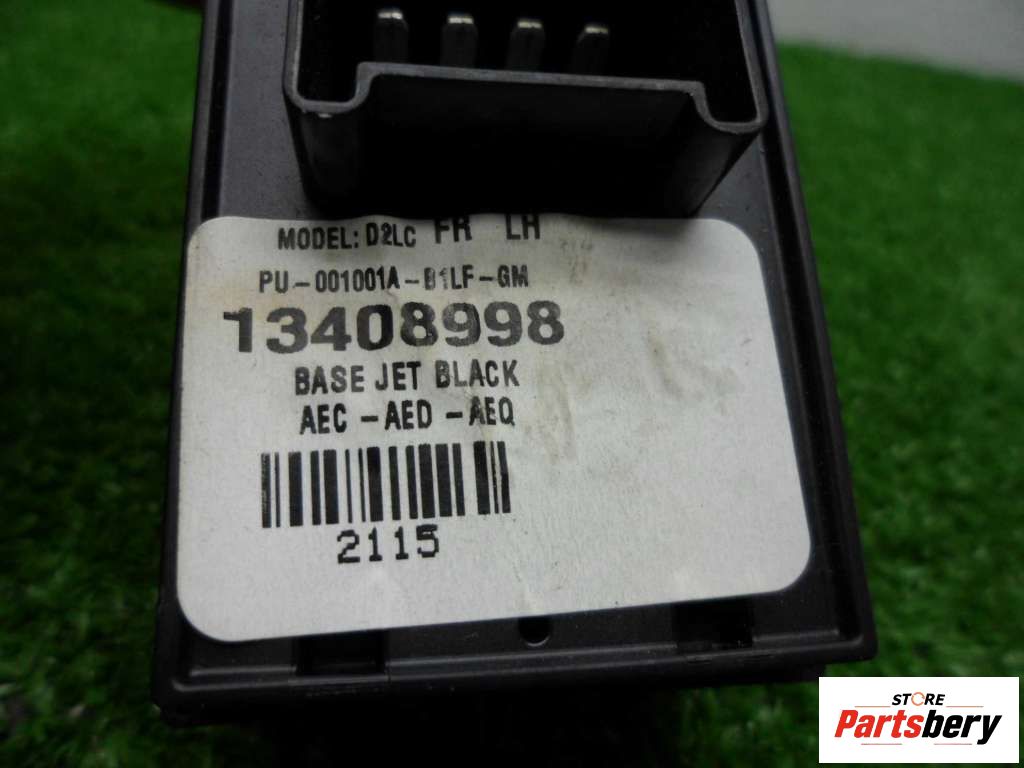 MODEL: D2LC FR LH
PU-001001A-B1LF-GM
13408998
BASE JET BLACK
AEC -AED -AEQ
2115
STORE
Partsbery